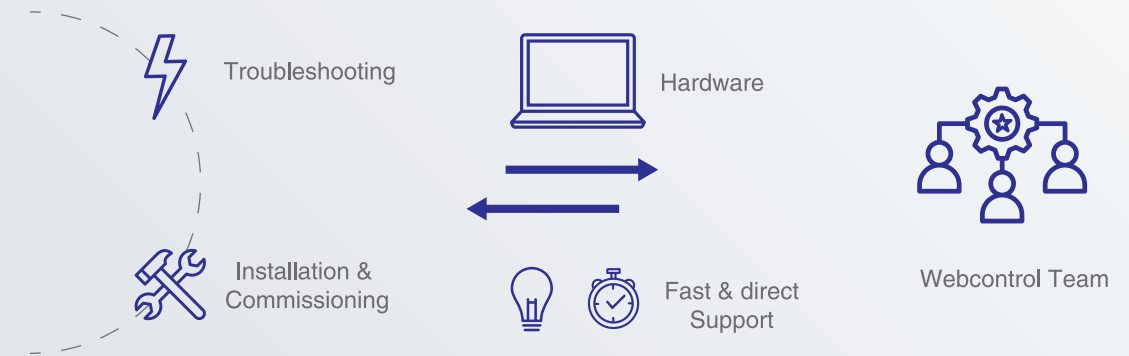 Troubleshooting
Hardware
Installation &
Commissioning
Fast & direct
Support
Webcontrol Team